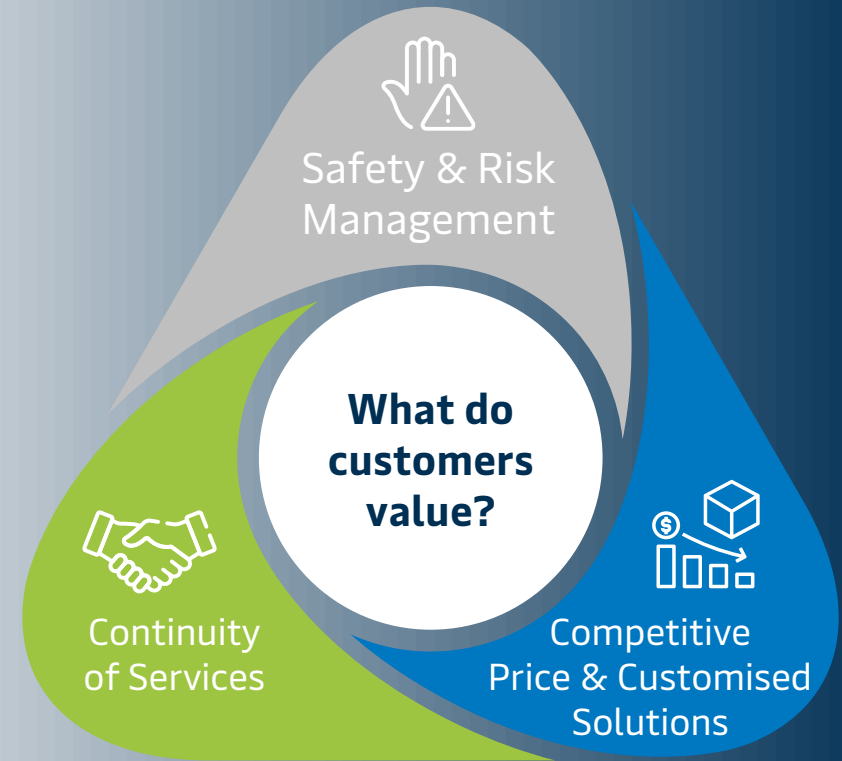 Safety & Risk
Management
What do
customers
value?
Continuity
of Services
$
Competitive
Price & Customised
Solutions